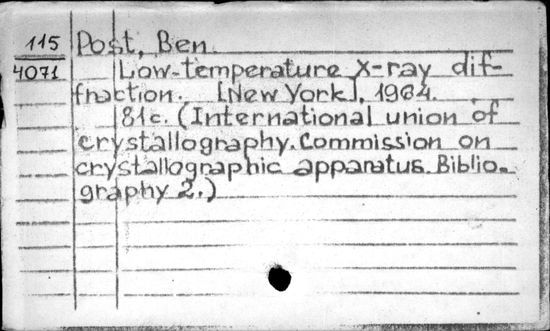 115 Post, Ben.
4071 Low-temperature X-ray dif-
fraction. [New York], 1964.
81c. (International union of
crystallography. Commission on
crystallographic apparatus. Biblio-
graphy 2.)